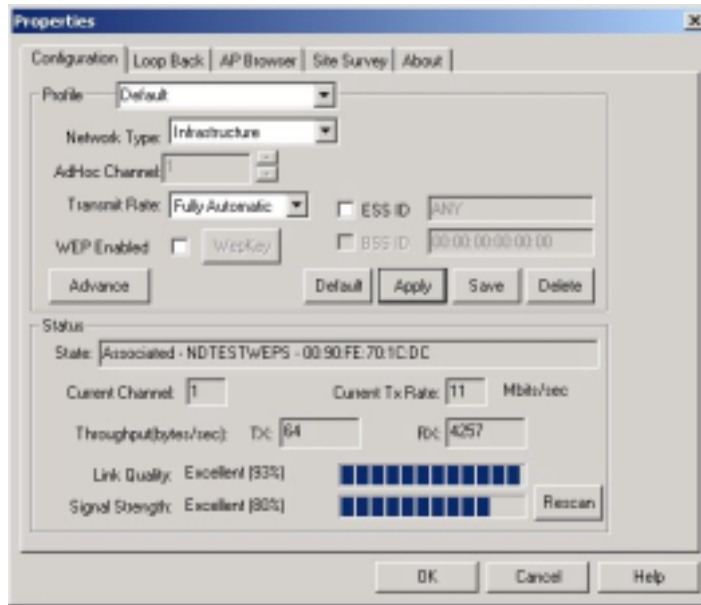 Properties
Configuration Loop Back AP Browser Site Survey About
Profile Default
Network Type: Infrastructure
AdHoc Channel: 1
Transmit Rate: Fully Automatic ESS ID ANY
WEP Enabled WepKey BSS ID 00:00:00:00:00:00
Advance Default Apply Save Delete
Status
State: Associated - NDTESTWEPS - 00:90:FE:70:1C:DC
Current Channel: 1 Current Tx Rate: 11 Mbits/sec
Throughput(bytes/sec): TX: 64 RX: 4257
Link Quality: Excellent (93%)
Signal Strength: Excellent (80%) Rescan
OK Cancel Help